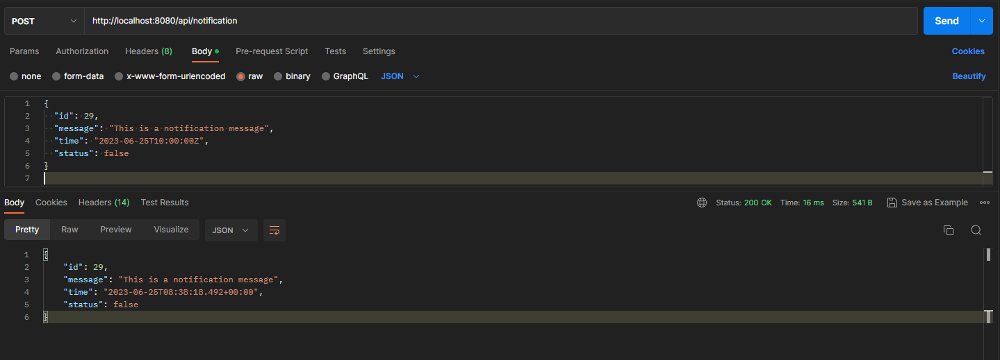 POST http://localhost:8080/api/notification Send
Params Authorization Headers (8) Body Pre-request Script Tests Settings Cookies
none form-data x-www-form-urlencoded raw binary GraphQL JSON Beautify
1 {
2 "id": 29,
3 "message": "This is a notification message",
4 "time": "2023-06-25T10:00:00Z",
5 "status": false
6 }
7
Body Cookies Headers (14) Test Results Status: 200 OK Time: 16 ms Size: 541 B Save as Example
Pretty Raw Preview Visualize JSON
1 {
2 "id": 29,
3 "message": "This is a notification message",
4 "time": "2023-06-25T08:38:18.492+00:00",
5 "status": false
6 }